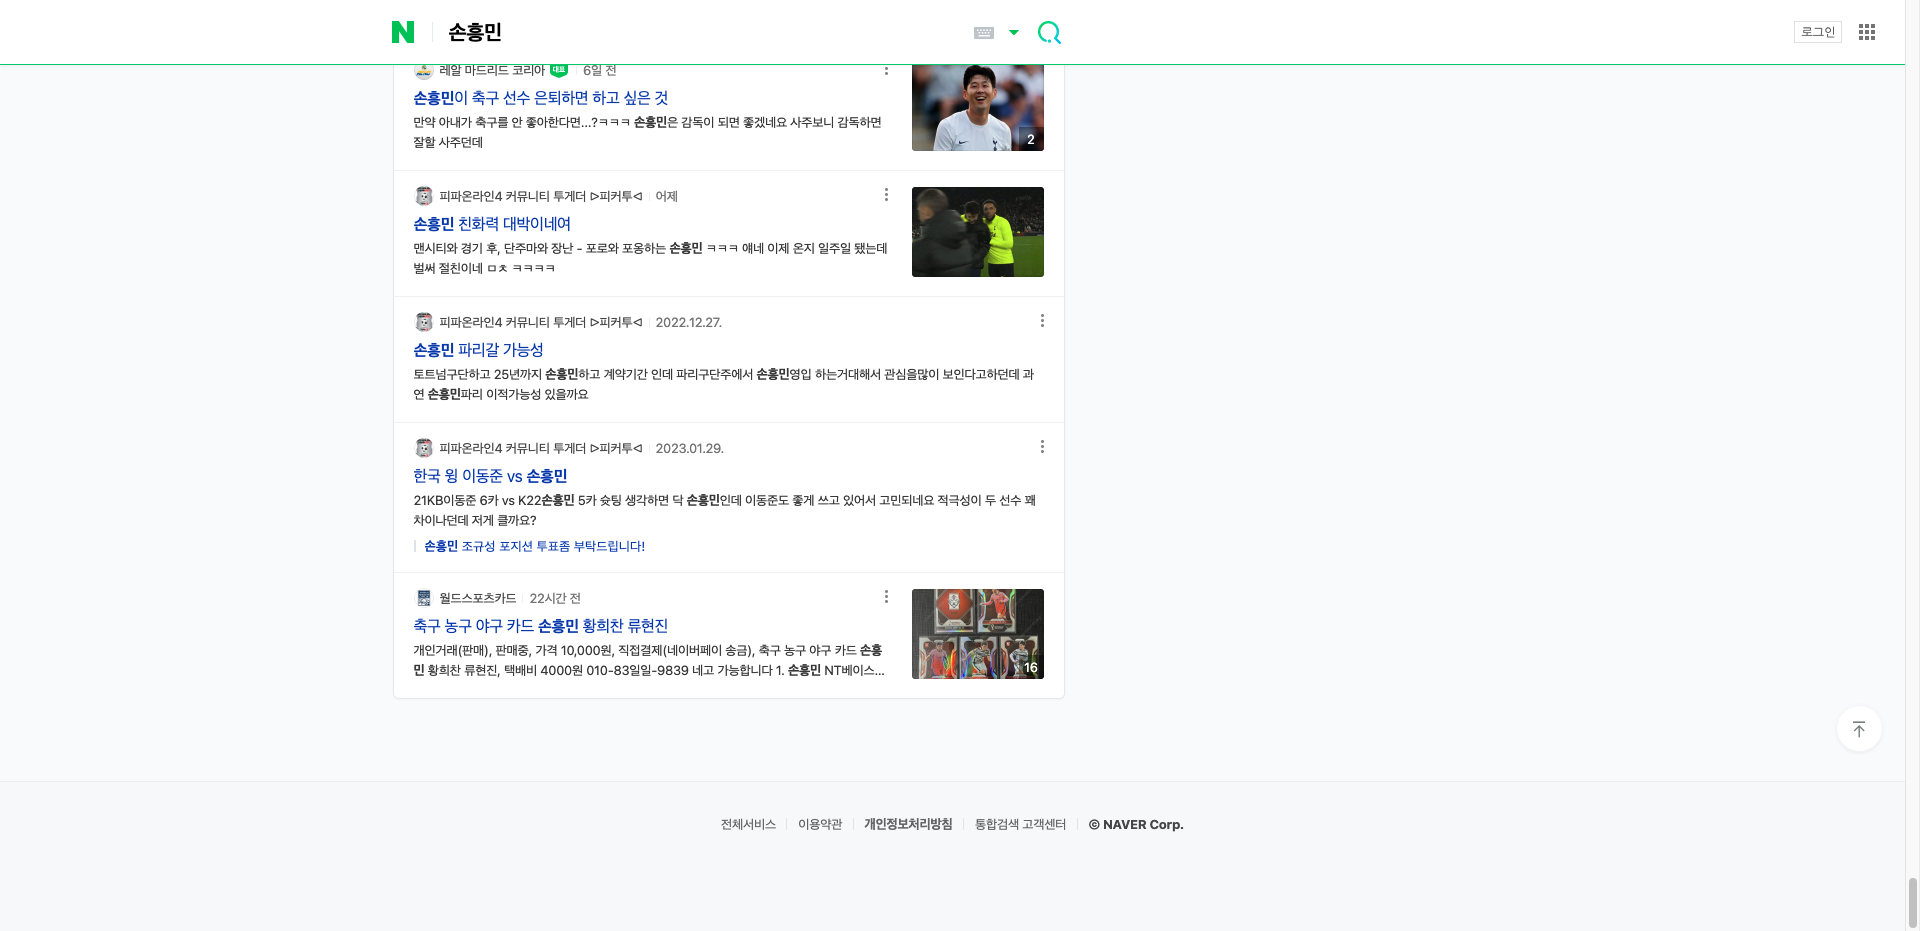 손흥민
로그인
레알 마드리드 코리아 대표 6일 전
손흥민이 축구 선수 은퇴하면 하고 싶은 것
만약 아내가 축구를 안 좋아한다면...?ㅋㅋㅋ 손흥민은 감독이 되면 좋겠네요 사주보니 감독하면
잘할 사주던데
2
피파온라인4 커뮤니티 투게더 ▷피커투◁ 어제
손흥민 친화력 대박이네여
맨시티와 경기 후, 단주마와 장난 - 포로와 포옹하는 손흥민 ㅋㅋㅋ 얘네 이제 온지 일주일 됐는데
벌써 절친이네 ㅁㅊ ㅋㅋㅋㅋ
피파온라인4 커뮤니티 투게더 ▷피커투◁ 2022.12.27.
손흥민 파리갈 가능성
토트넘구단하고 25년까지 손흥민하고 계약기간 인데 파리구단주에서 손흥민영입 하는거대해서 관심을많이 보인다고하던데 과
연 손흥민파리 이적가능성 있을까요
피파온라인4 커뮤니티 투게더 ▷피커투◁ 2023.01.29.
한국 윙 이동준 vs 손흥민
21KB이동준 6카 vs K22손흥민 5카 슛팅 생각하면 닥 손흥민인데 이동준도 좋게 쓰고 있어서 고민되네요 적극성이 두 선수 꽤
차이나던데 저게 클까요?
손흥민 조규성 포지션 투표좀 부탁드립니다!
월드스포츠카드 22시간 전
축구 농구 야구 카드 손흥민 황희찬 류현진
개인거래(판매), 판매중, 가격 10,000원, 직접결제(네이버페이 송금), 축구 농구 야구 카드 손흥
민 황희찬 류현진, 택배비 4000원 010-83일일-9839 네고 가능합니다 1. 손흥민 NT베이스...
16
전체서비스 이용약관 개인정보처리방침 통합검색 고객센터 ⓒ NAVER Corp.